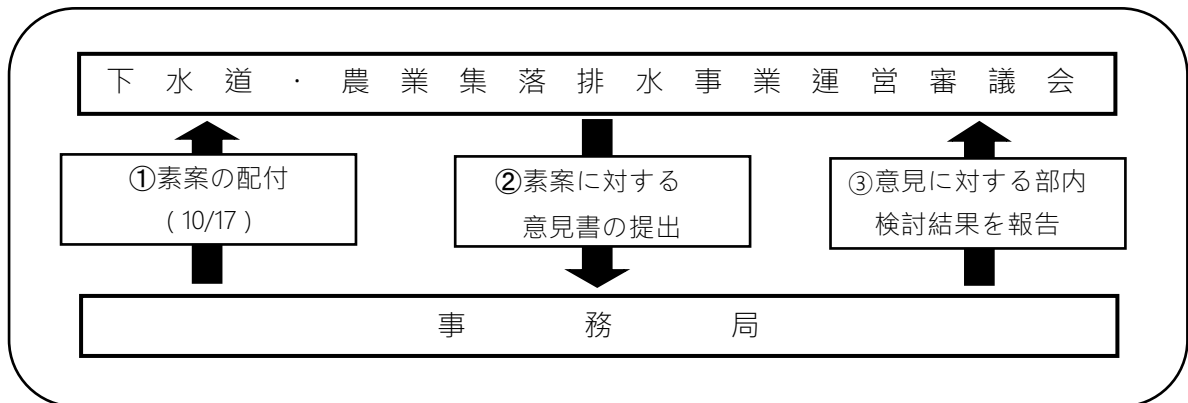 下水道・農業集落排水事業運営審議会
①素案の配付
( 10/17 )
②素案に対する
意見書の提出
③意見に対する部内
検討結果を報告
事務局